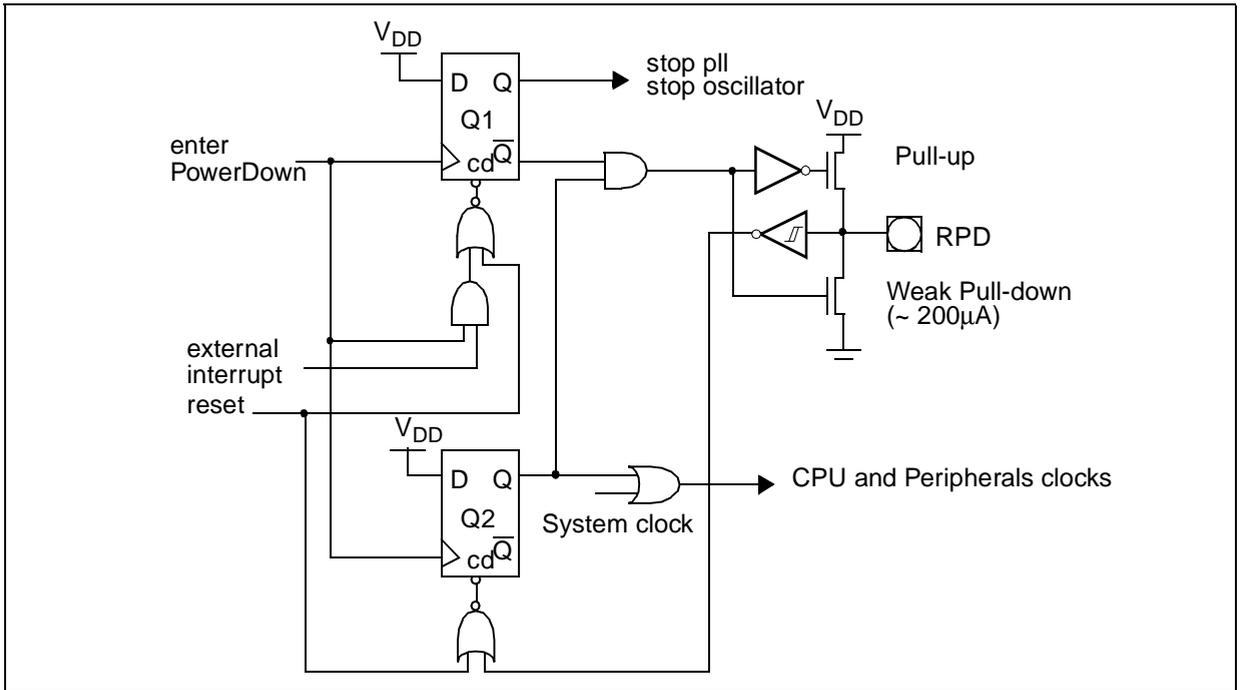 VDD
D Q
Q1
cd Q
stop pll
stop oscillator
enter
PowerDown
VDD
Pull-up
RPD
Weak Pull-down
(~ 200µA)
external
interrupt
reset
VDD
D Q
Q2
cd Q
System clock
CPU and Peripherals clocks